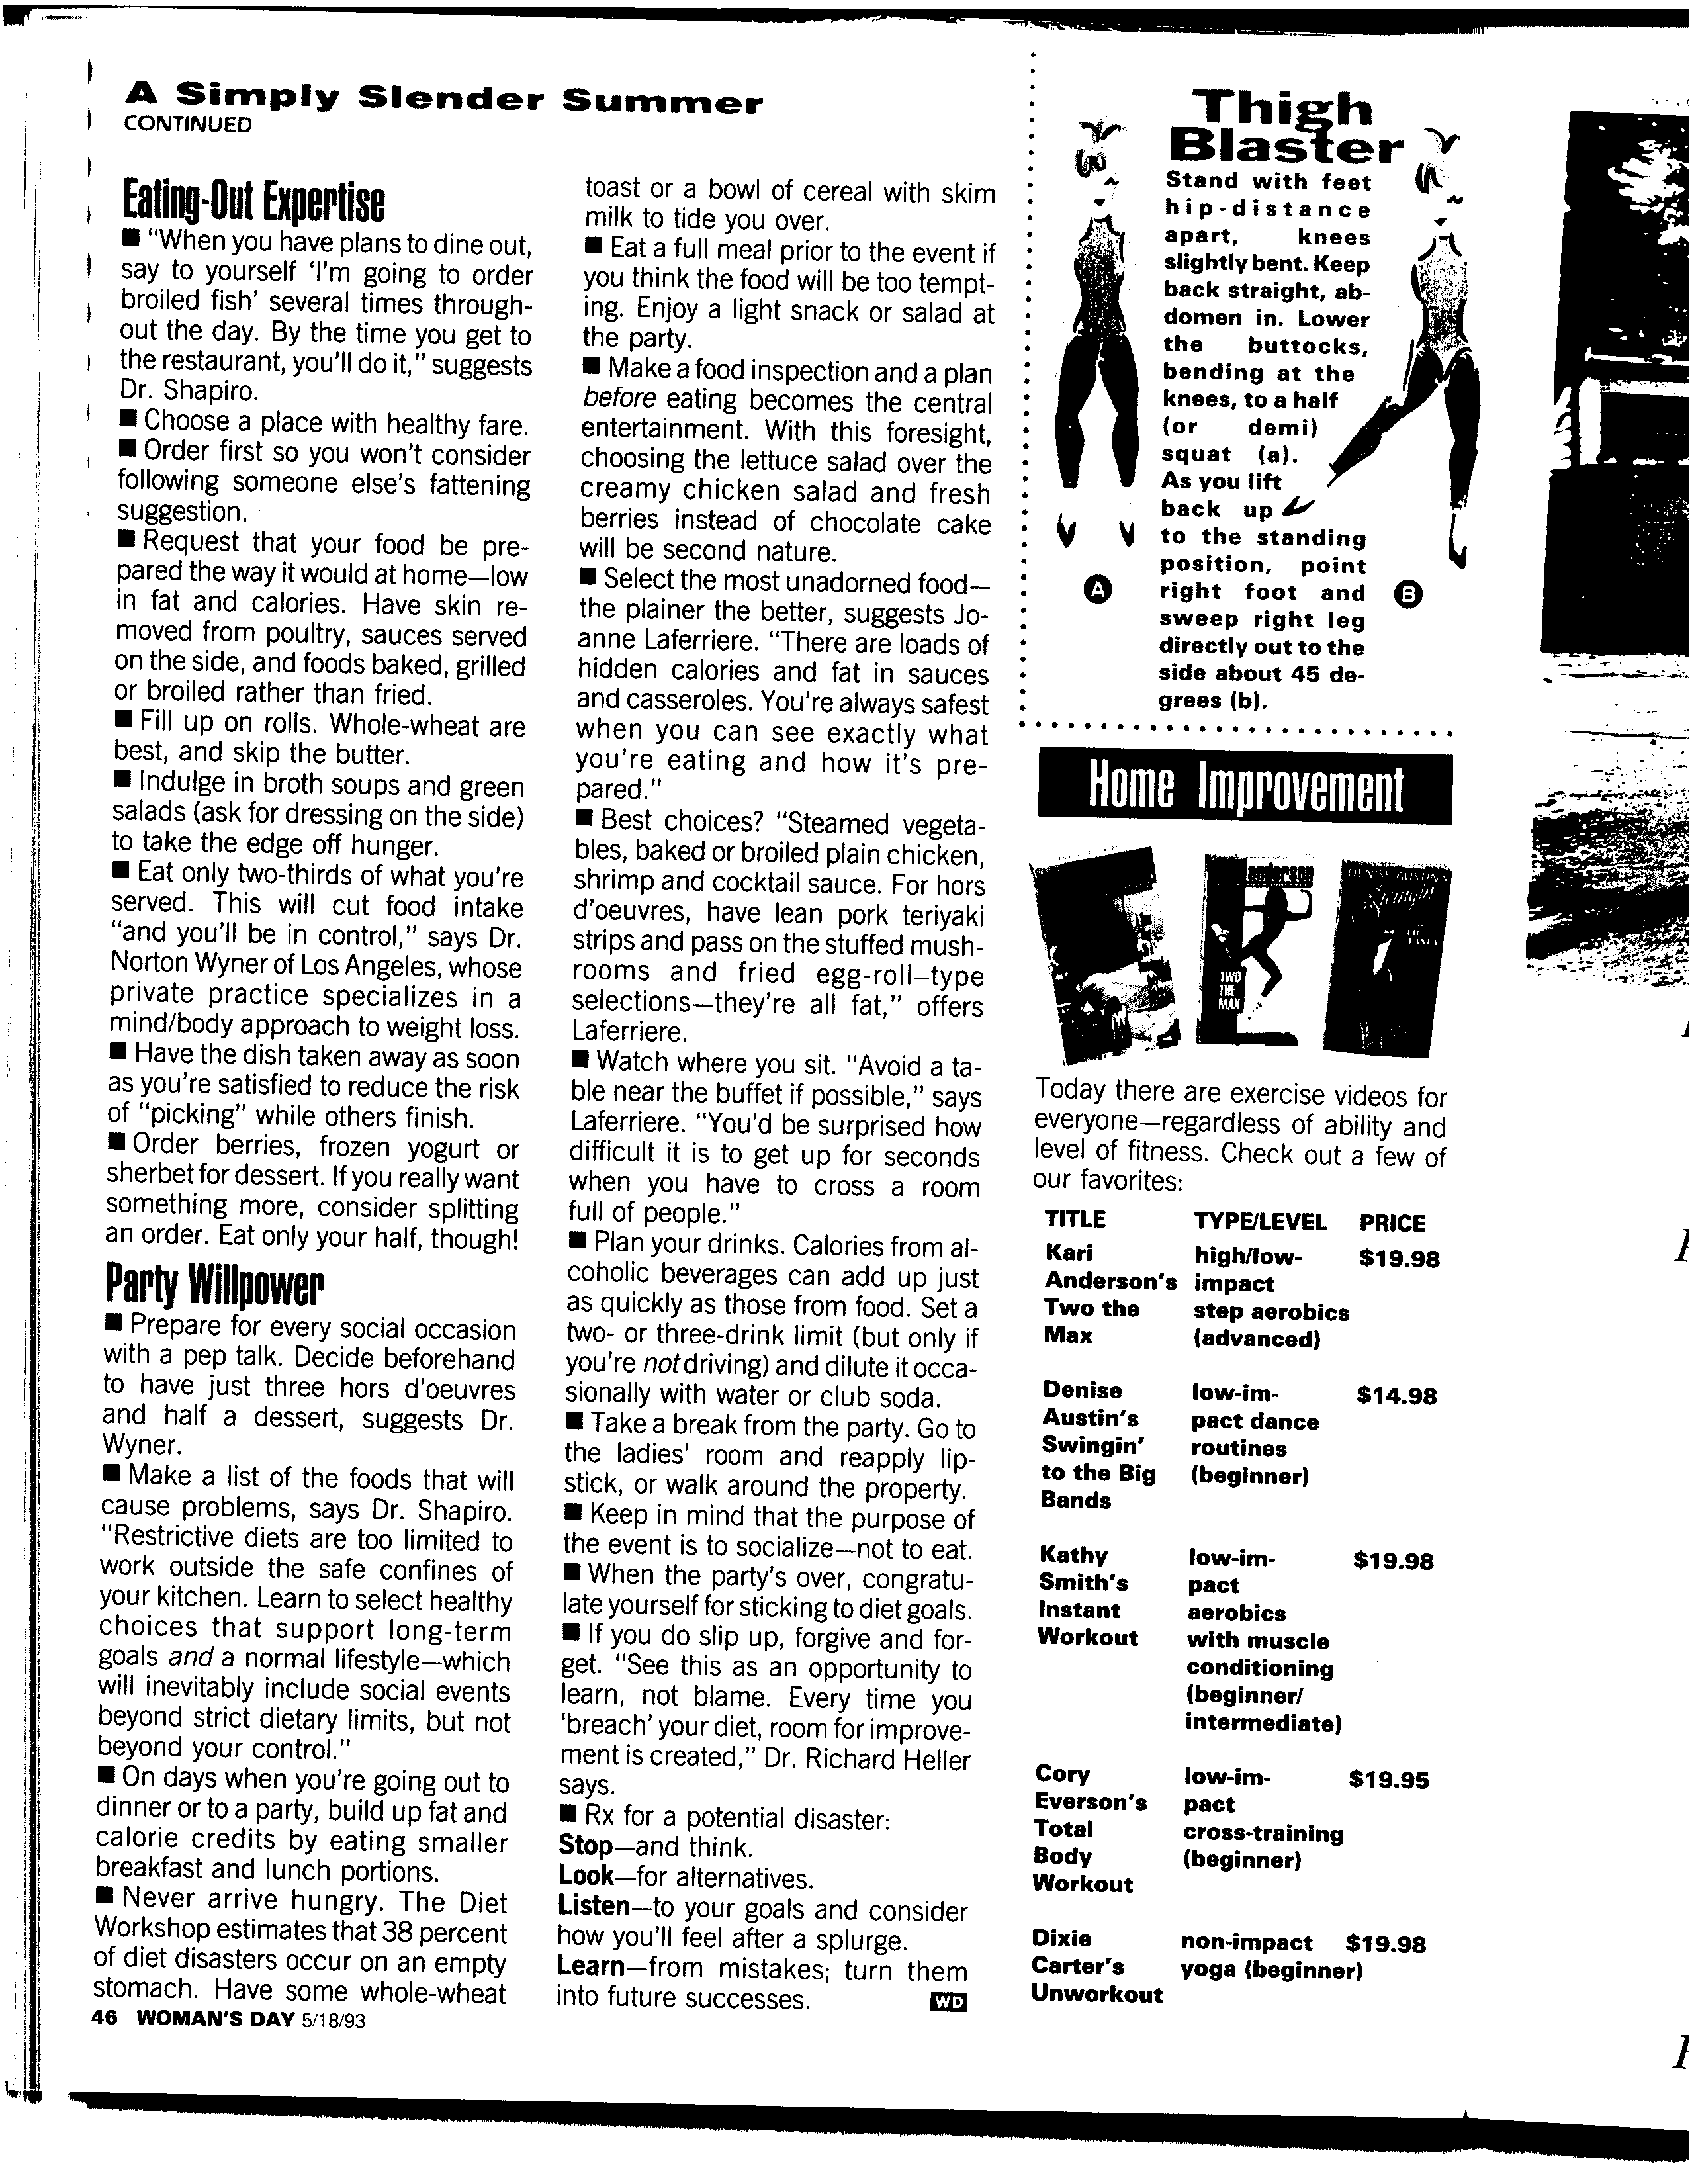 A Simply Slender Summer
CONTINUED
Eating-Out Expertise
■ "When you have plans to dine out,
say to yourself 'I'm going to order
broiled fish' several times through-
out the day. By the time you get to
the restaurant, you'll do it," suggests
Dr. Shapiro.
■ Choose a place with healthy fare.
■ Order first so you won't consider
following someone else's fattening
suggestion.
■ Request that your food be pre-
pared the way it would at home—low
in fat and calories. Have skin re-
moved from poultry, sauces served
on the side, and foods baked, grilled
or broiled rather than fried.
■ Fill up on rolls. Whole-wheat are
best, and skip the butter.
■ Indulge in broth soups and green
salads (ask for dressing on the side)
to take the edge off hunger.
■ Eat only two-thirds of what you're
served. This will cut food intake
"and you'll be in control," says Dr.
Norton Wyner of Los Angeles, whose
private practice specializes in a
mind/body approach to weight loss.
■ Have the dish taken away as soon
as you're satisfied to reduce the risk
of "picking" while others finish.
■ Order berries, frozen yogurt or
sherbet for dessert. If you really want
something more, consider splitting
an order. Eat only your half, though!
Party Willpower
■ Prepare for every social occasion
with a pep talk. Decide beforehand
to have just three hors d'oeuvres
and half a dessert, suggests Dr.
Wyner.
■ Make a list of the foods that will
cause problems, says Dr. Shapiro.
"Restrictive diets are too limited to
work outside the safe confines of
your kitchen. Learn to select healthy
choices that support long-term
goals and a normal lifestyle—which
will inevitably include social events
beyond strict dietary limits, but not
beyond your control."
■ On days when you're going out to
dinner or to a party, build up fat and
calorie credits by eating smaller
breakfast and lunch portions.
■ Never arrive hungry. The Diet
Workshop estimates that 38 percent
of diet disasters occur on an empty
stomach. Have some whole-wheat
toast or a bowl of cereal with skim
milk to tide you over.
■ Eat a full meal prior to the event if
you think the food will be too tempt-
ing. Enjoy a light snack or salad at
the party.
■ Make a food inspection and a plan
before eating becomes the central
entertainment. With this foresight,
choosing the lettuce salad over the
creamy chicken salad and fresh
berries instead of chocolate cake
will be second nature.
■ Select the most unadorned food—
the plainer the better, suggests Jo-
anne Laferriere. "There are loads of
hidden calories and fat in sauces
and casseroles. You're always safest
when you can see exactly what
you're eating and how it's pre-
pared."
■ Best choices? "Steamed vegeta-
bles, baked or broiled plain chicken,
shrimp and cocktail sauce. For hors
d'oeuvres, have lean pork teriyaki
strips and pass on the stuffed mush-
rooms and fried egg-roll–type
selections—they're all fat," offers
Laferriere.
■ Watch where you sit. "Avoid a ta-
ble near the buffet if possible," says
Laferriere. "You'd be surprised how
difficult it is to get up for seconds
when you have to cross a room
full of people."
■ Plan your drinks. Calories from al-
coholic beverages can add up just
as quickly as those from food. Set a
two- or three-drink limit (but only if
you're not driving) and dilute it occa-
sionally with water or club soda.
■ Take a break from the party. Go to
the ladies' room and reapply lip-
stick, or walk around the property.
■ Keep in mind that the purpose of
the event is to socialize—not to eat.
■ When the party's over, congratu-
late yourself for sticking to diet goals.
■ If you do slip up, forgive and for-
get. "See this as an opportunity to
learn, not blame. Every time you
'breach' your diet, room for improve-
ment is created," Dr. Richard Heller
says.
■ Rx for a potential disaster:
Stop—and think.
Look—for alternatives.
Listen—to your goals and consider
how you'll feel after a splurge.
Learn—from mistakes; turn them
into future successes. WD
Thigh
Blaster
Stand with feet
hip-distance
apart, knees
slightly bent. Keep
back straight, ab-
domen in. Lower
the buttocks,
bending at the
knees, to a half
(or demi)
squat (a).
As you lift
back up
to the standing
position, point
right foot and
sweep right leg
directly out to the
side about 45 de-
grees (b).
A
B
Home Improvement
anderson
TWO
THE
MAX
DENISE AUSTIN'S
Today there are exercise videos for
everyone—regardless of ability and
level of fitness. Check out a few of
our favorites:
TITLE TYPE/LEVEL PRICE
Kari high/low- $19.98
Anderson's impact
Two the step aerobics
Max (advanced)
Denise low-im- $14.98
Austin's pact dance
Swingin' routines
to the Big (beginner)
Bands
Kathy low-im- $19.98
Smith's pact
Instant aerobics
Workout with muscle
conditioning
(beginner/
intermediate)
Cory low-im- $19.95
Everson's pact
Total cross-training
Body (beginner)
Workout
Dixie non-impact $19.98
Carter's yoga (beginner)
Unworkout
46 WOMAN'S DAY 5/18/93